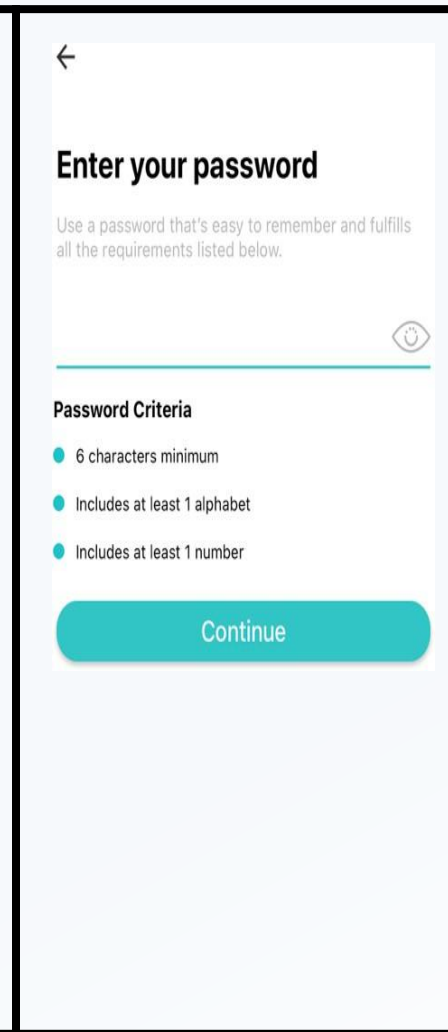 Enter your password
Use a password that's easy to remember and fulfills
all the requirements listed below.
Password Criteria
6 characters minimum
Includes at least 1 alphabet
Includes at least 1 number
Continue